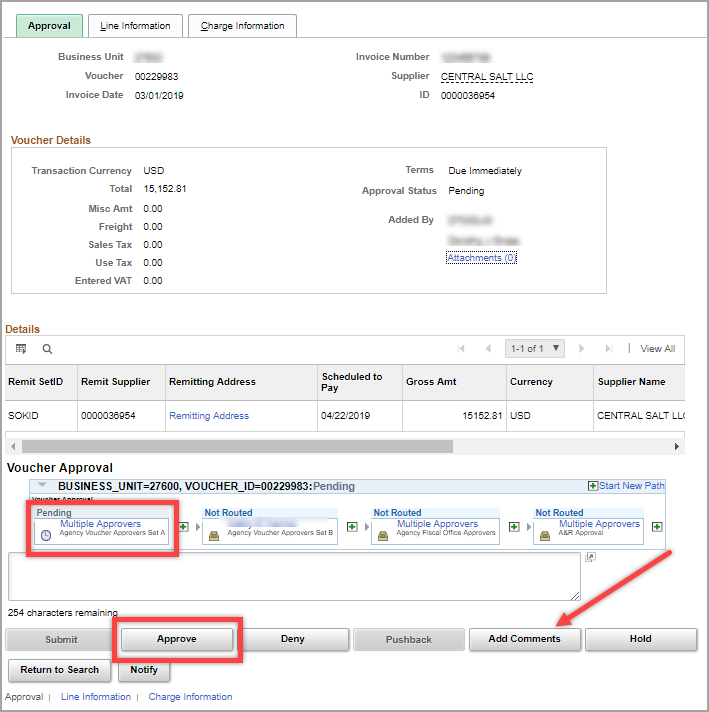 Approval Line Information Charge Information
Business Unit Invoice Number
Voucher 00229983 Supplier CENTRAL SALT LLC
Invoice Date 03/01/2019 ID 0000036954
Voucher Details
Transaction Currency USD Terms Due Immediately
Total 15,152.81 Approval Status Pending
Misc Amt 0.00
Freight 0.00 Added By
Sales Tax 0.00
Use Tax 0.00 Attachments (0)
Entered VAT 0.00
Details
1-1 of 1 View All
Remit SetID Remit Supplier Remitting Address Scheduled to Pay Gross Amt Currency Supplier Name
SOKID 0000036954 Remitting Address 04/22/2019 15152.81 USD CENTRAL SALT LLC
Voucher Approval
BUSINESS_UNIT=27600, VOUCHER_ID=00229983:Pending Start New Path
Voucher Approval
Pending Not Routed Not Routed Not Routed
Multiple Approvers Multiple Approvers Multiple Approvers
Agency Voucher Approvers Set A Agency Voucher Approvers Set B Agency Fiscal Office Approvers A&R Approval
254 characters remaining
Submit Approve Deny Pushback Add Comments Hold
Return to Search Notify
Approval | Line Information | Charge Information